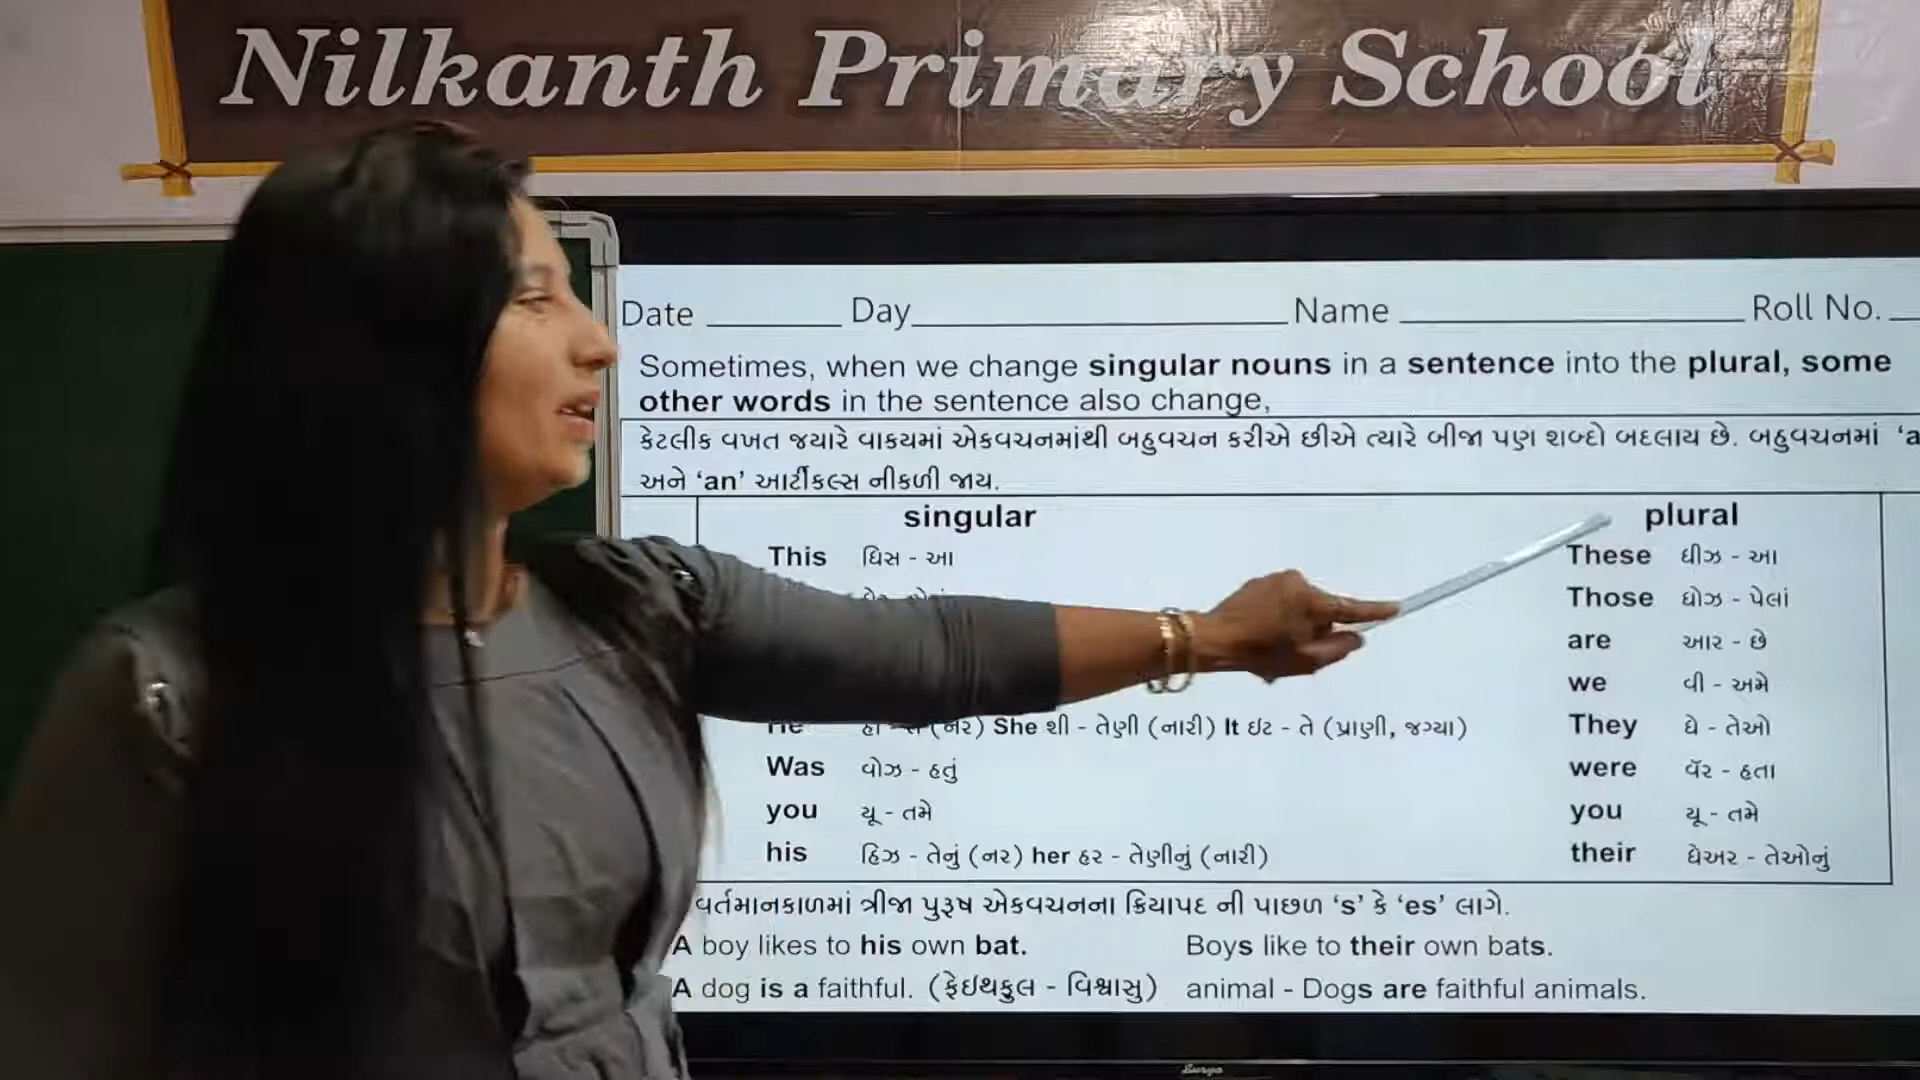 Nilkanth Primary School
Date Day Name Roll No.
Sometimes, when we change singular nouns in a sentence into the plural, some
other words in the sentence also change,
કેટલીક વખત જયારે વાકયમાં એકવચનમાંથી બહુવચન કરીએ છીએ ત્યારે બીજા પણ શબ્દો બદલાય છે. બહુવચનમાં ‘a
અને ‘an’ આર્ટીકલ્સ નીકળી જાય.
singular plural
This ધિસ - આ These ધીઝ - આ
Those ધોઝ - પેલાં
are આર - છે
we વી - અમે
He (નર) She શી - તેણી (નારી) It ઇટ - તે (પ્રાણી, જગ્યા) They ધે - તેઓ
Was વોઝ - હતું were વૅર - હતા
you યૂ - તમે you યૂ - તમે
his હિઝ - તેનું (નર) her હર - તેણીનું (નારી) their ધેઅર - તેઓનું
વર્તમાનકાળમાં ત્રીજા પુરૂષ એકવચનના ક્રિયાપદ ની પાછળ ‘s’ કે ‘es’ લાગે.
A boy likes to his own bat. Boys like to their own bats.
A dog is a faithful. (ફેઇથફુલ - વિશ્વાસુ) animal - Dogs are faithful animals.